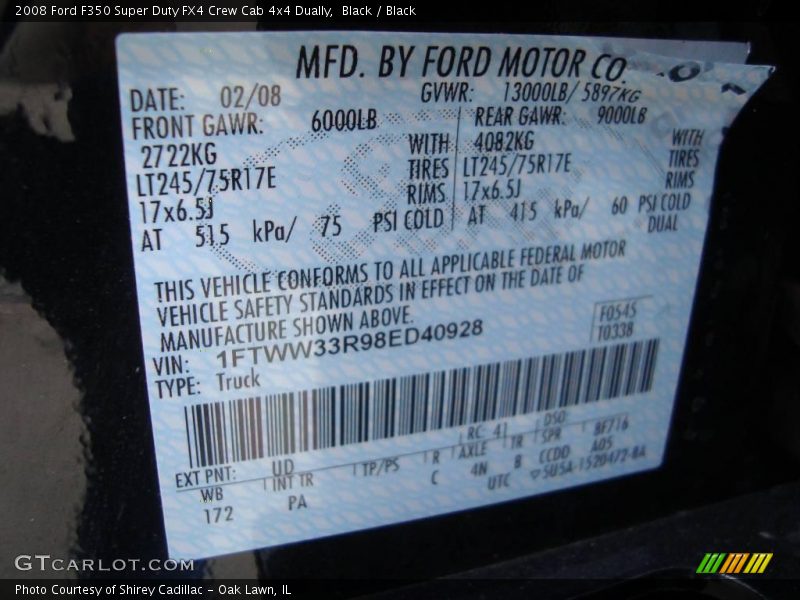 2008 Ford F350 Super Duty FX4 Crew Cab 4x4 Dually, Black / Black
MFD. BY FORD MOTOR CO.
DATE: 02/08 GVWR: 13000LB/ 5897KG
FRONT GAWR: 6000LB REAR GAWR: 9000LB
2722KG WITH 4082KG WITH
LT245/75R17E TIRES LT245/75R17E TIRES
17x6.5J RIMS 17x6.5J RIMS
AT 515 kPa/ 75 PSI COLD AT 415 kPa/ 60 PSI COLD
DUAL
THIS VEHICLE CONFORMS TO ALL APPLICABLE FEDERAL MOTOR
VEHICLE SAFETY STANDARDS IN EFFECT ON THE DATE OF
MANUFACTURE SHOWN ABOVE.
F0545
VIN: 1FTWW33R98ED40928 T0338
TYPE: Truck
EXT PNT: UD RC: 41 DSO:
WB INT TR TP/PS R AXLE TR SPR BF716
172 PA C 4N B CCDO A05
UTC 5U5A-1520472-BA
GTCARLOT.COM
Photo Courtesy of Shirey Cadillac - Oak Lawn, IL